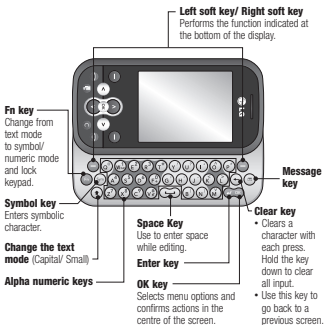 Left soft key/ Right soft key
Performs the function indicated at
the bottom of the display.
LG
Fn key
Change from
text mode
to symbol/
numeric mode
and lock
keypad.
Symbol key
Enters symbolic
character.
Change the text
mode (Capital/ Small)
Alpha numeric keys
Space Key
Use to enter space
while editing.
Enter key
OK key
Selects menu options and
confirms actions in the
centre of the screen.
Message
key
Clear key
• Clears a
character with
each press.
Hold the key
down to clear
all input.
• Use this key to
go back to a
previous screen.